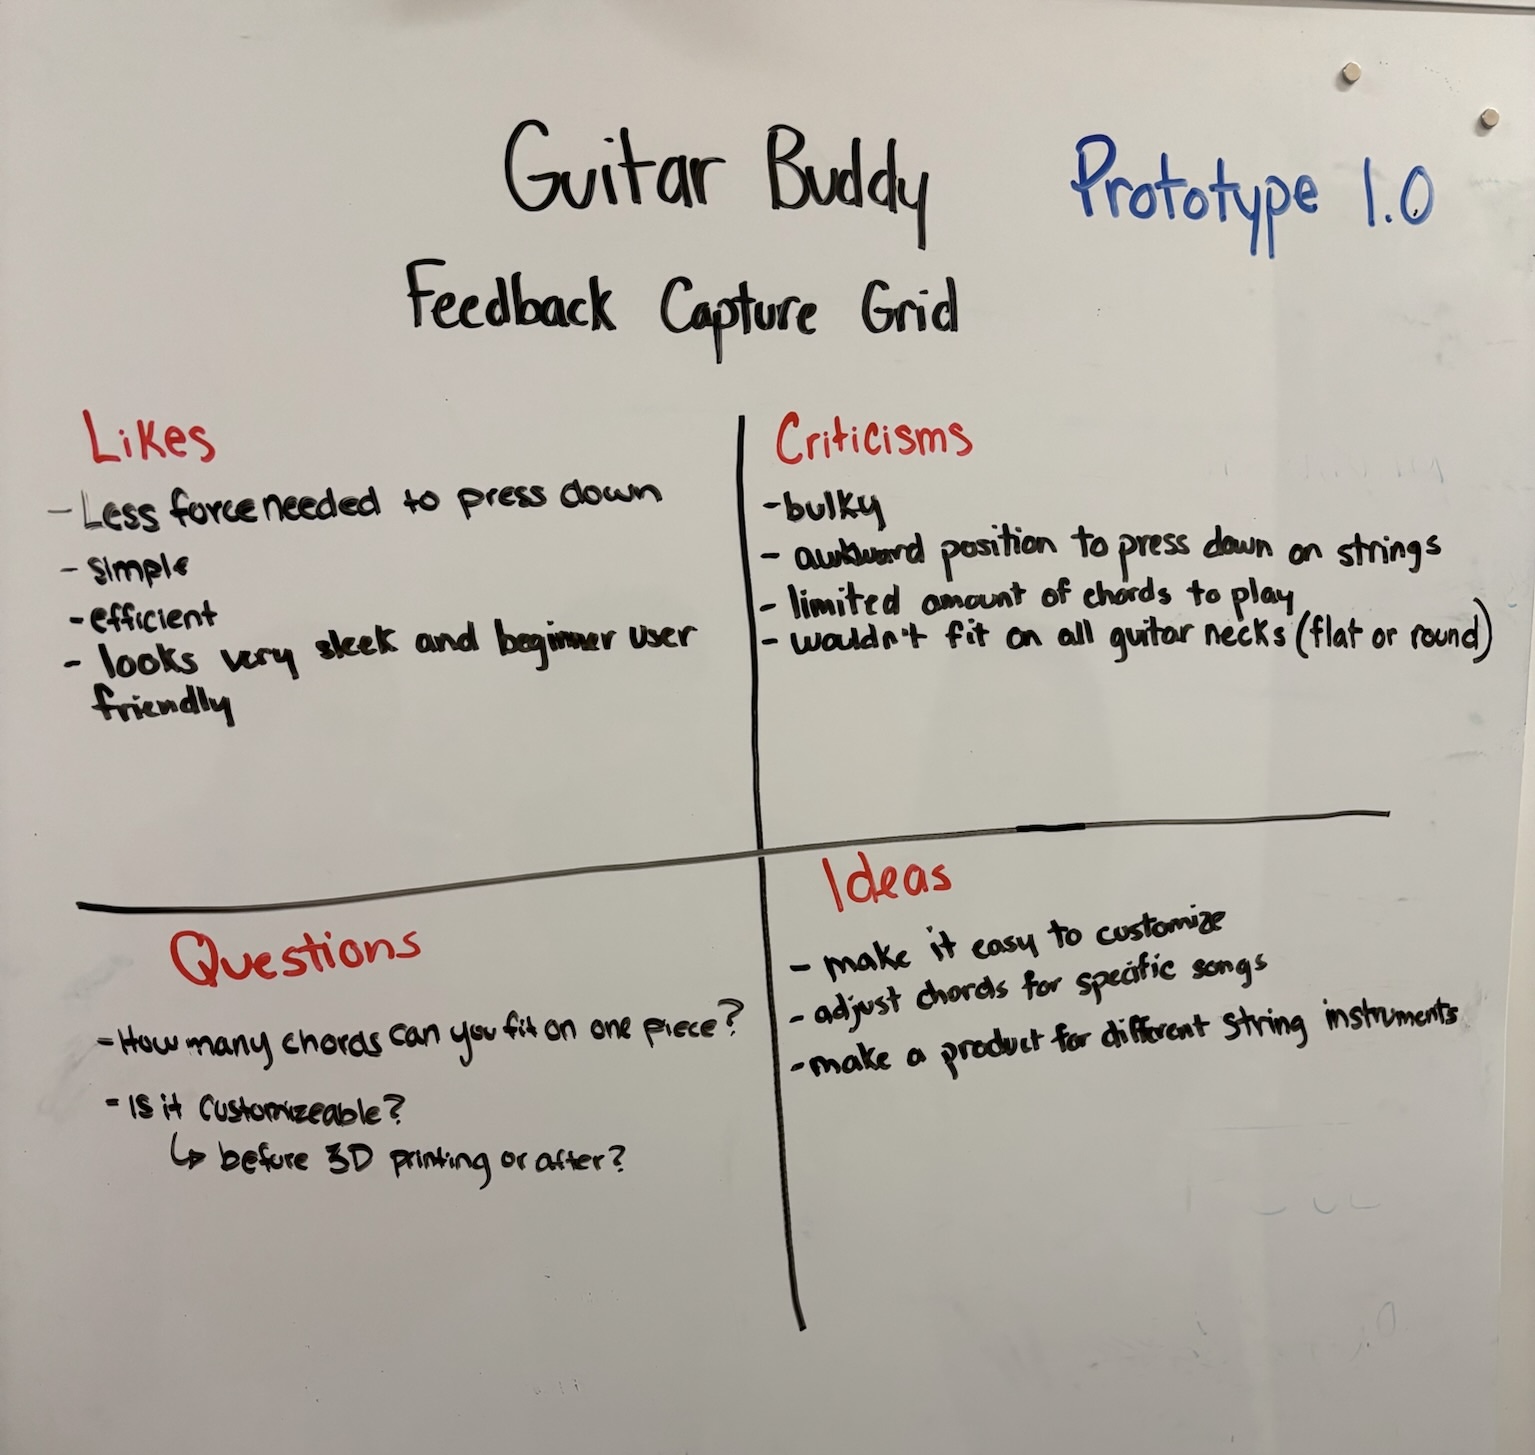 Guitar Buddy Prototype 1.0
Feedback Capture Grid
Likes
- Less force needed to press down
- simple
- efficient
- looks very sleek and beginner user
friendly
Criticisms
- bulky
- awkward position to press down on strings
- limited amount of chords to play
- wouldn't fit on all guitar necks (flat or round)
Questions
- How many chords can you fit on one piece?
- Is it customizeable?
↳ before 3D printing or after?
Ideas
- make it easy to customize
- adjust chords for specific songs
- make a product for different string instruments